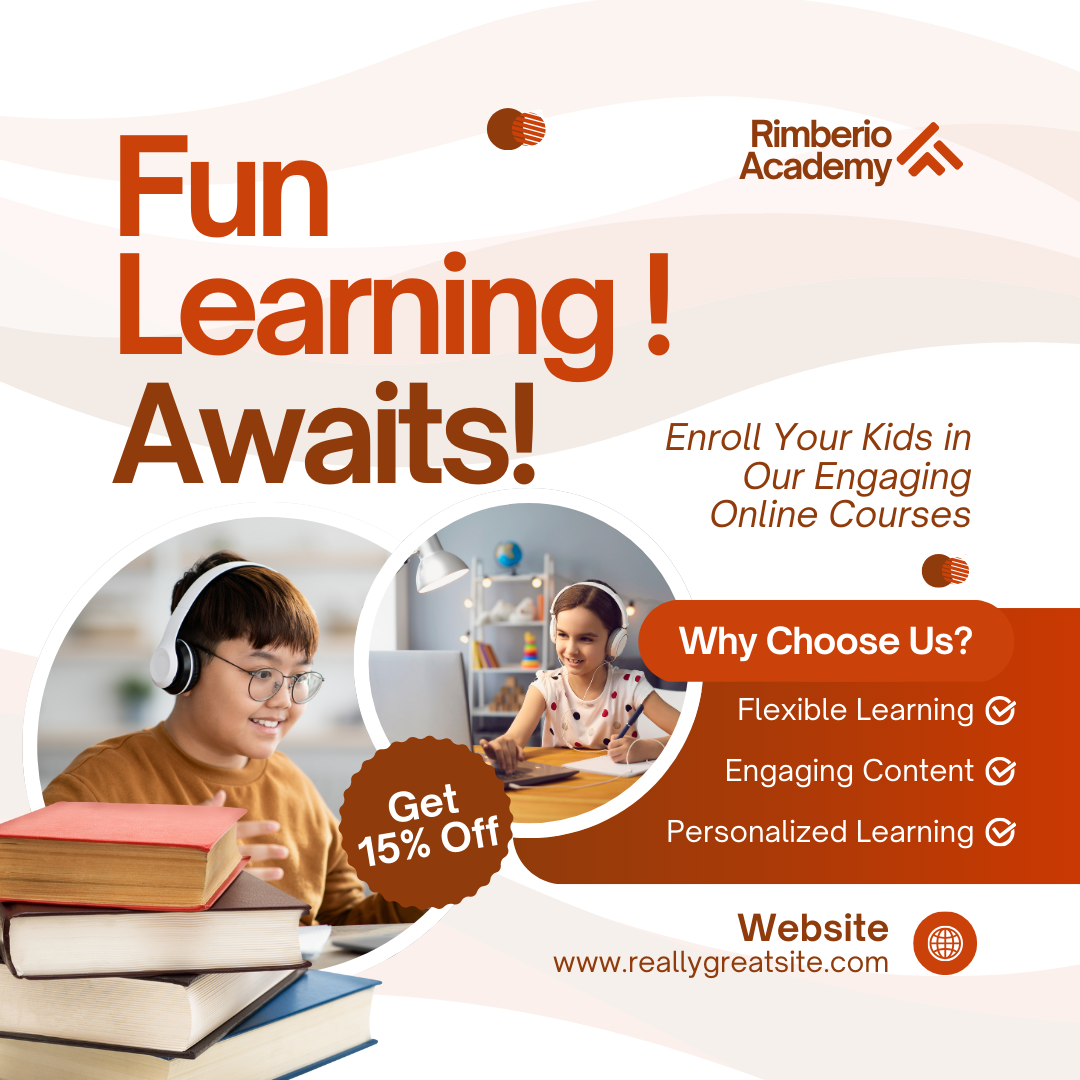 Fun
Learning !
Awaits!
Rimberio
Academy
Enroll Your Kids in
Our Engaging
Online Courses
Why Choose Us?
Flexible Learning
Engaging Content
Personalized Learning
Get
15% Off
Website
www.reallygreatsite.com